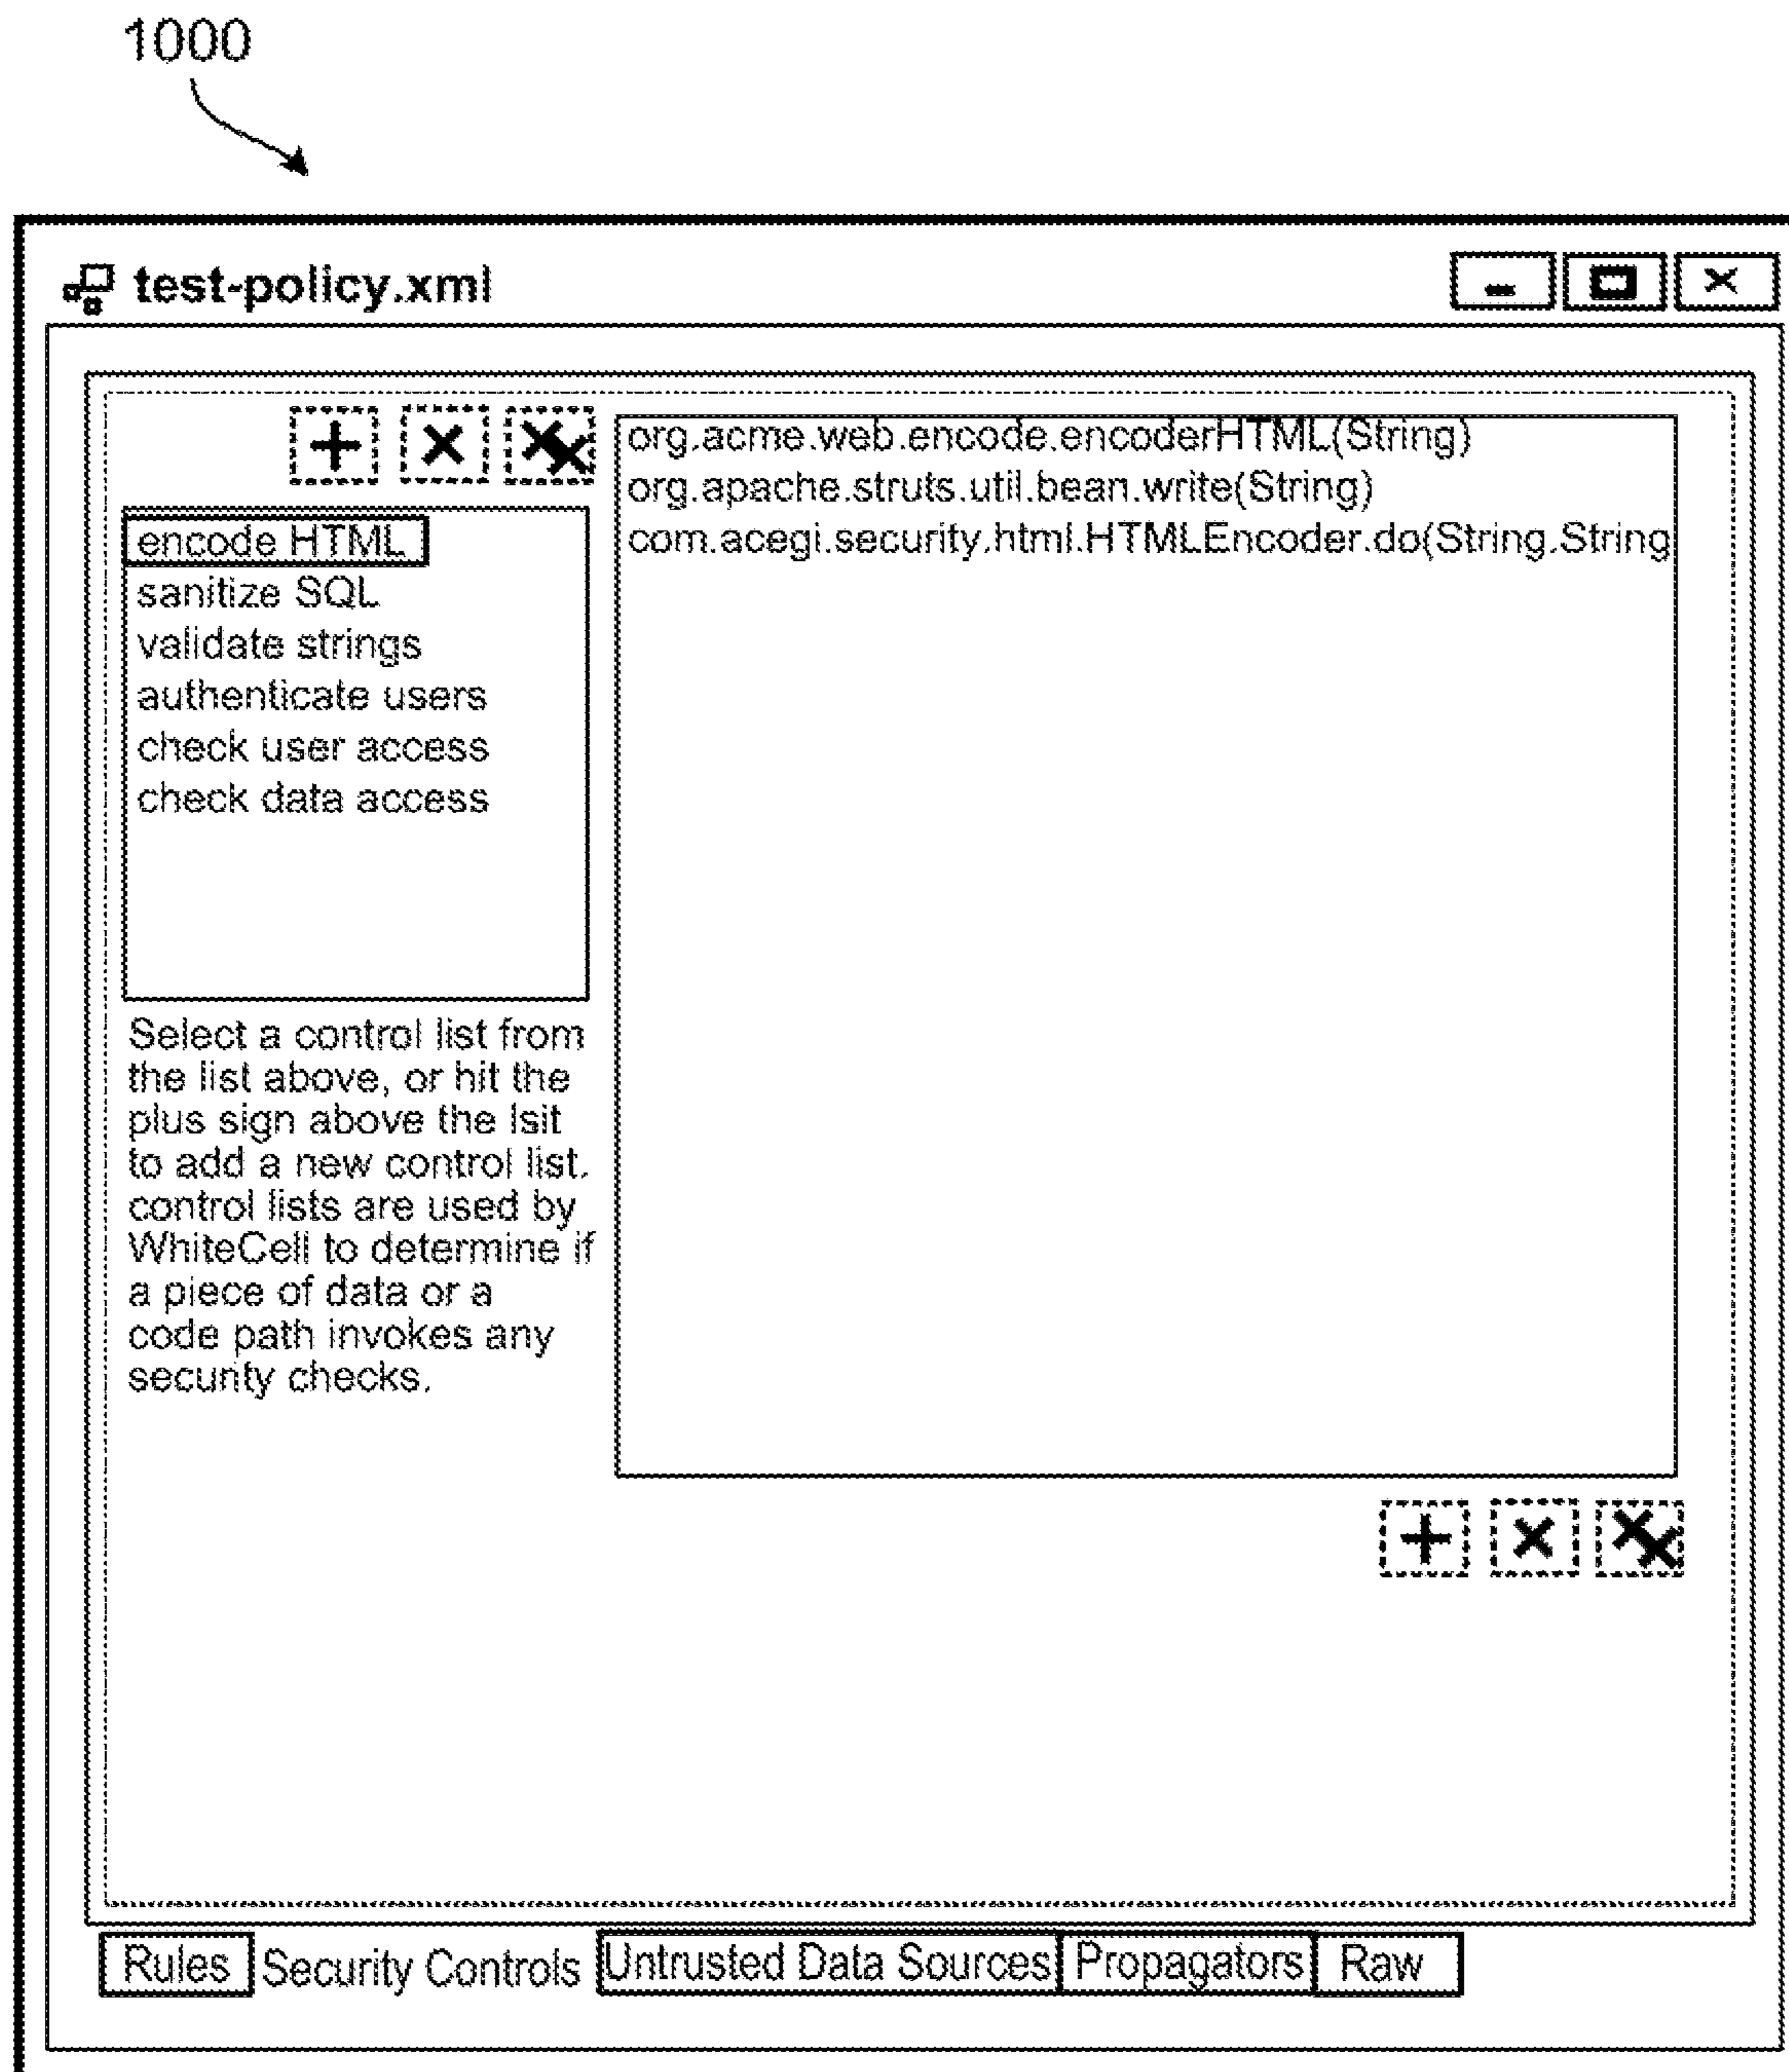 1000
test-policy.xml
encode HTML
sanitize SQL
validate strings
authenticate users
check user access
check data access
Select a control list from
the list above, or hit the
plus sign above the lsit
to add a new control list.
control lists are used by
WhiteCell to determine if
a piece of data or a
code path invokes any
security checks.
org.acme.web.encode.encoderHTML(String)
org.apache.struts.util.bean.write(String)
com.acegi.security.html.HTMLEncoder.do(String.String
Rules Security Controls Untrusted Data Sources Propagators Raw